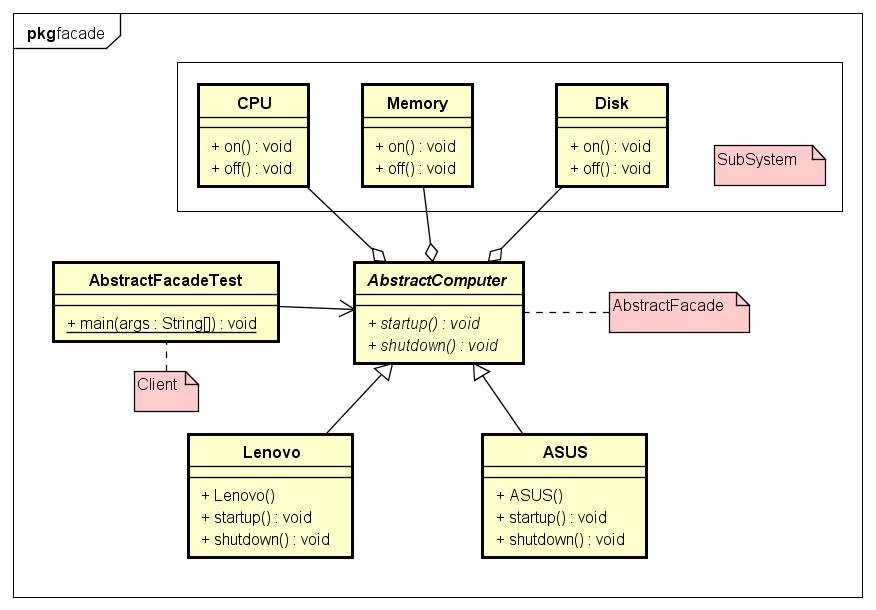 pkg facade
CPU
+ on() : void
+ off() : void
Memory
+ on() : void
+ off() : void
Disk
+ on() : void
+ off() : void
SubSystem
AbstractFacadeTest
+ main(args : String[]) : void
AbstractComputer
+ startup() : void
+ shutdown() : void
AbstractFacade
Client
Lenovo
+ Lenovo()
+ startup() : void
+ shutdown() : void
ASUS
+ ASUS()
+ startup() : void
+ shutdown() : void